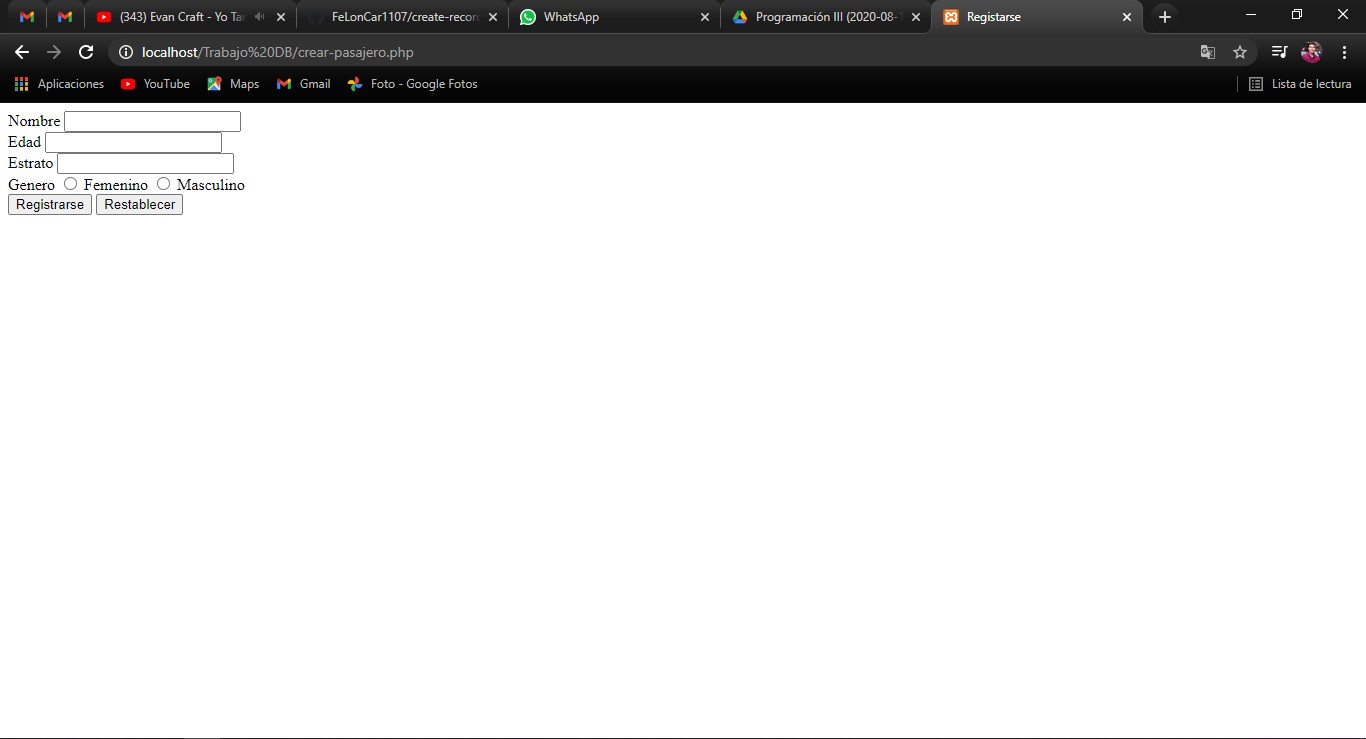 (343) Evan Craft - Yo Tar
FeLonCar1107/create-recor
WhatsApp
Programación III (2020-08-1
Registarse
localhost/Trabajo%20DB/crear-pasajero.php
Aplicaciones YouTube Maps Gmail Foto - Google Fotos Lista de lectura
Nombre
Edad
Estrato
Genero Femenino Masculino
Registrarse Restablecer